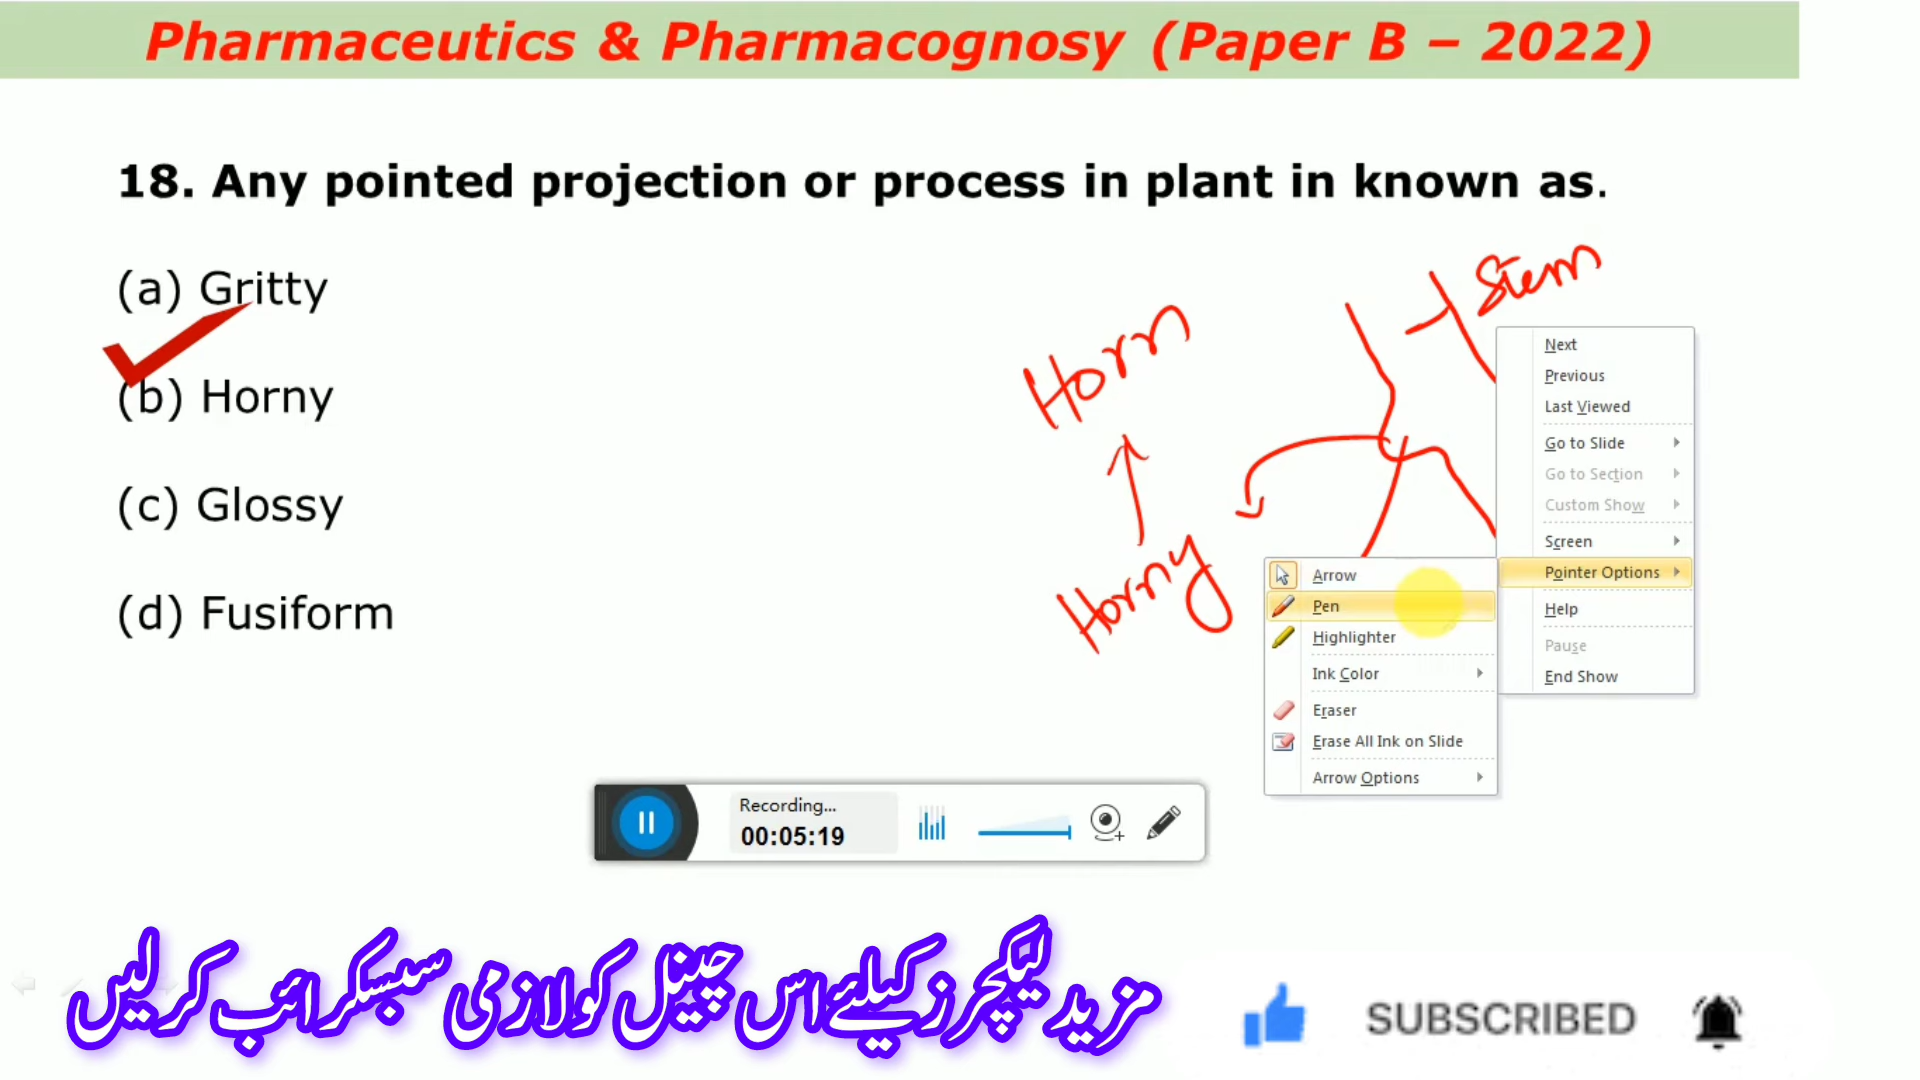 Pharmaceutics & Pharmacognosy (Paper B – 2022)
18. Any pointed projection or process in plant in known as.
(a) Gritty
(b) Horny
(c) Glossy
(d) Fusiform
Horn
Horny
Stem
Next
Previous
Last Viewed
Go to Slide
Go to Section
Custom Show
Screen
Pointer Options
Help
Pause
End Show
Arrow
Pen
Highlighter
Ink Color
Eraser
Erase All Ink on Slide
Arrow Options
Recording...
00:05:19
مزید لیکچرز کیلئے اس چینل کو لازمی سبسکرائب کر لیں
SUBSCRIBED